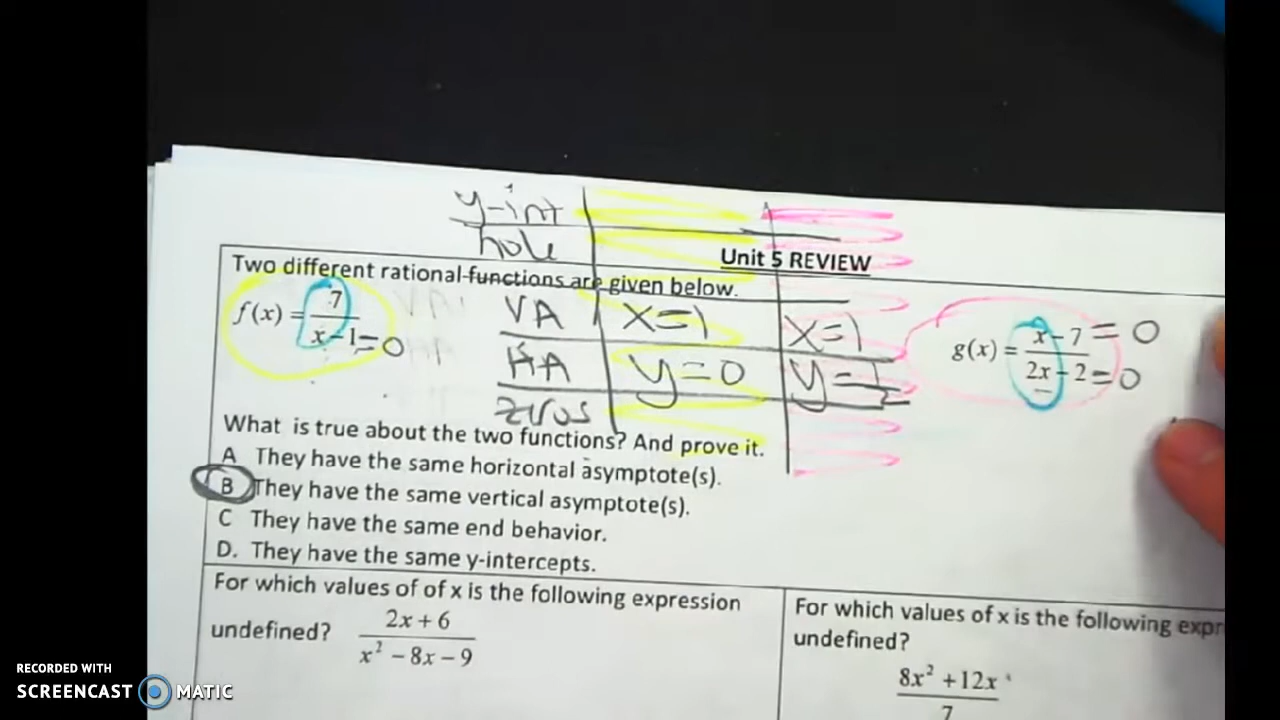 y-int
hole
Unit 5 REVIEW
Two different rational functions are given below.
f(x) = 7 / x − 1 = 0
VA x=1 x=1
HA y=0 y=1/2
zeros
g(x) = x − 7 = 0 / 2x − 2 = 0
What is true about the two functions? And prove it.
A They have the same horizontal asymptote(s).
B They have the same vertical asymptote(s).
C They have the same end behavior.
D. They have the same y-intercepts.
For which values of of x is the following expression
undefined? 2x + 6 / x² − 8x − 9
For which values of x is the following
undefined?
8x² + 12x / 7
RECORDED WITH
SCREENCAST MATIC